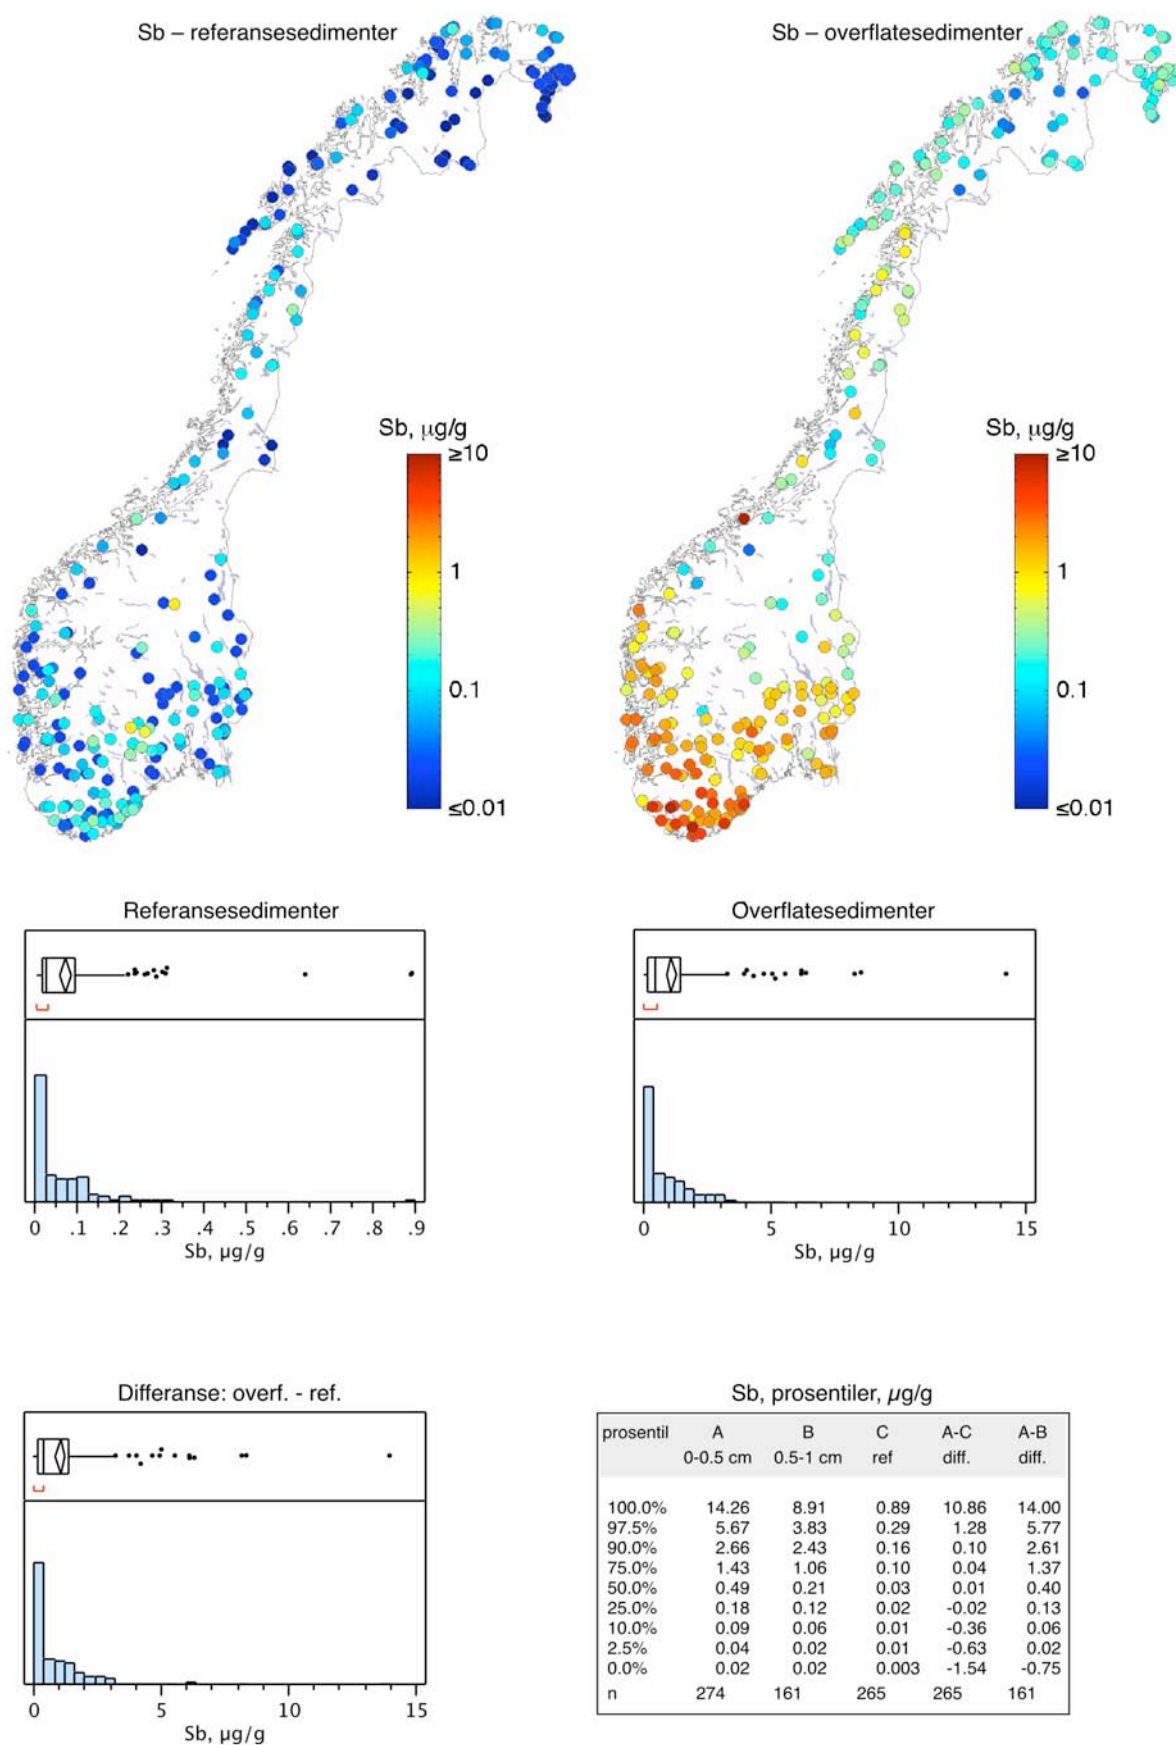 Sb – referansesedimenter
Sb – overflatesedimenter
Sb, µg/g
≥10
1
0.1
≤0.01
Sb, µg/g
≥10
1
0.1
≤0.01
Referansesedimenter
0 .1 .2 .3 .4 .5 .6 .7 .8 .9
Sb, µg/g
Overflatesedimenter
0 5 10 15
Sb, µg/g
Differanse: overf. - ref.
0 5 10 15
Sb, µg/g
Sb, prosentiler, µg/g
prosentil A B C A-C A-B
0-0.5 cm 0.5-1 cm ref diff. diff.
100.0% 14.26 8.91 0.89 10.86 14.00
97.5% 5.67 3.83 0.29 1.28 5.77
90.0% 2.66 2.43 0.16 0.10 2.61
75.0% 1.43 1.06 0.10 0.04 1.37
50.0% 0.49 0.21 0.03 0.01 0.40
25.0% 0.18 0.12 0.02 -0.02 0.13
10.0% 0.09 0.06 0.01 -0.36 0.06
2.5% 0.04 0.02 0.01 -0.63 0.02
0.0% 0.02 0.02 0.003 -1.54 -0.75
n 274 161 265 265 161